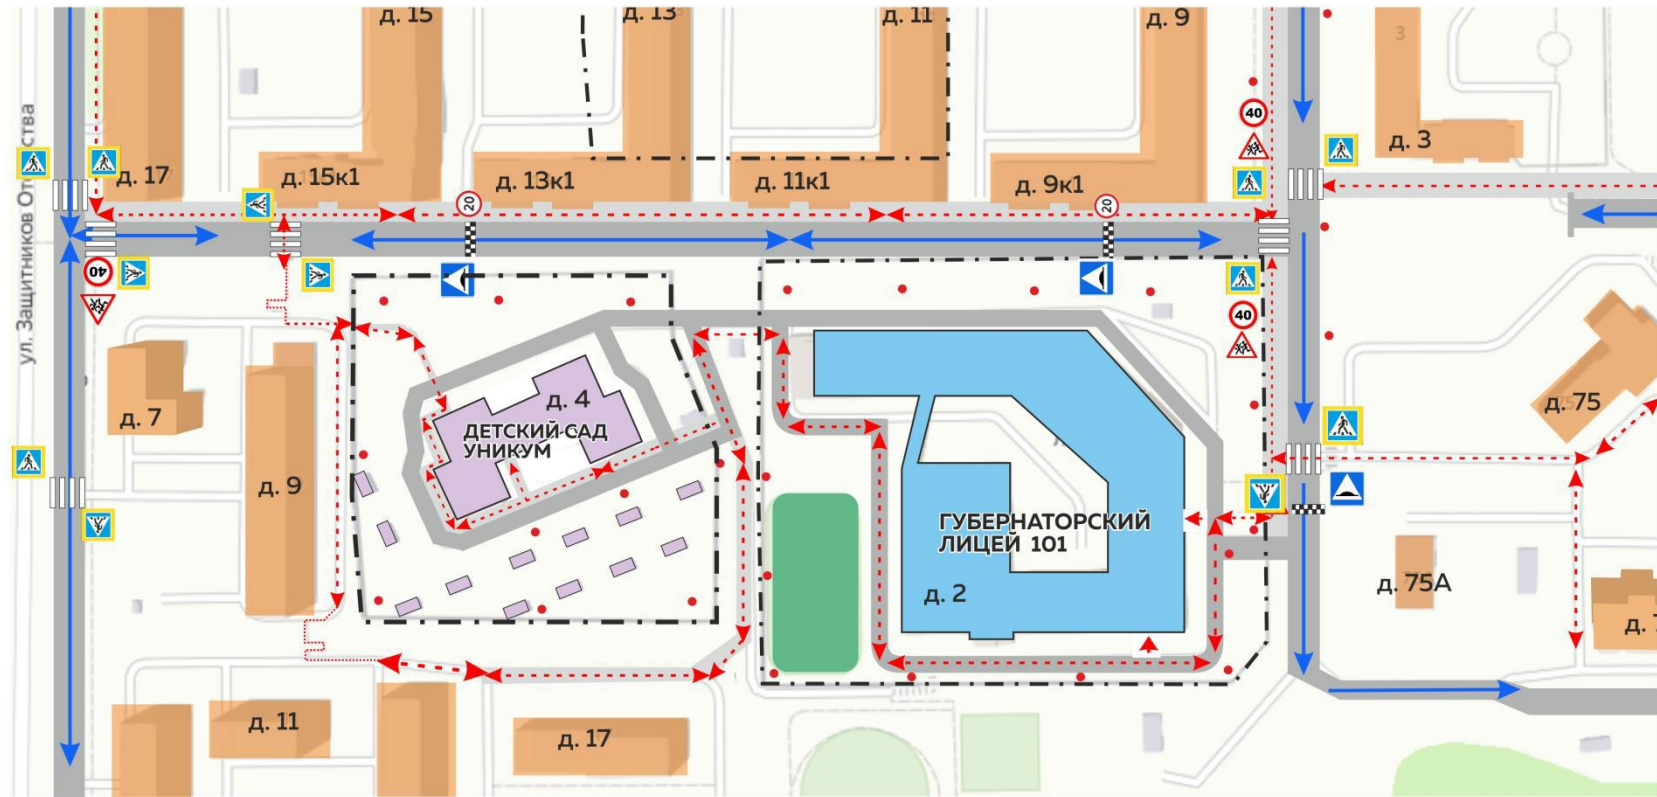 д. 15
д. 13
д. 11
д. 9
3
40
д. 3
ул. Защитников Отечества
д. 17
д. 15к1
д. 13к1
д. 11к1
д. 9к1
20
20
40
40
д. 7
д. 4
ДЕТСКИЙ САД
УНИКУМ
д. 75
д. 9
ГУБЕРНАТОРСКИЙ
ЛИЦЕЙ 101
д. 2
д. 75А
д. 11
д. 17